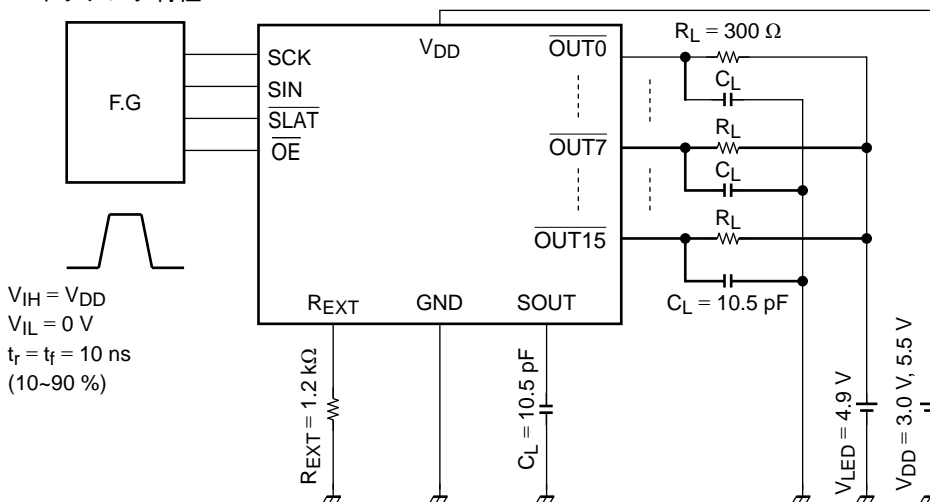 SCK
SIN
SLAT
OE
F.G
VDD
OUT0
OUT7
OUT15
REXT
GND
SOUT
RL = 300 Ω
CL
RL
CL
RL
CL = 10.5 pF
VIH = VDD
VIL = 0 V
tr = tf = 10 ns
(10~90 %)
REXT = 1.2 kΩ
CL = 10.5 pF
VLED = 4.9 V
VDD = 3.0 V, 5.5 V